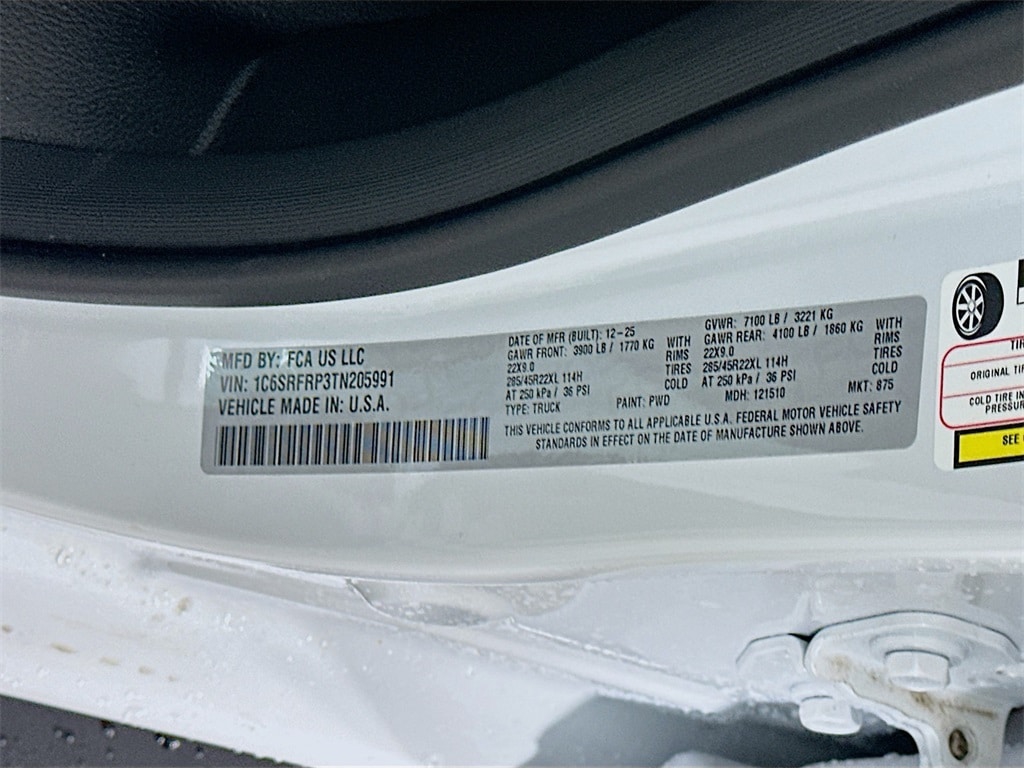 MFD BY: FCA US LLC
VIN: 1C6SRFRP3TN205991
VEHICLE MADE IN: U.S.A.
DATE OF MFR (BUILT): 12-25
GAWR FRONT: 3900 LB / 1770 KG WITH
22X9.0 RIMS
285/45R22XL 114H TIRES
AT 250 kPa / 36 PSI COLD
TYPE: TRUCK PAINT: PWD
GVWR: 7100 LB / 3221 KG
GAWR REAR: 4100 LB / 1860 KG WITH
22X9.0 RIMS
285/45R22XL 114H TIRES
AT 250 kPa / 36 PSI COLD
MDH: 121510 MKT: 875
THIS VEHICLE CONFORMS TO ALL APPLICABLE U.S.A. FEDERAL MOTOR VEHICLE SAFETY
STANDARDS IN EFFECT ON THE DATE OF MANUFACTURE SHOWN ABOVE.
ORIGINAL
COLD TIRE
SEE